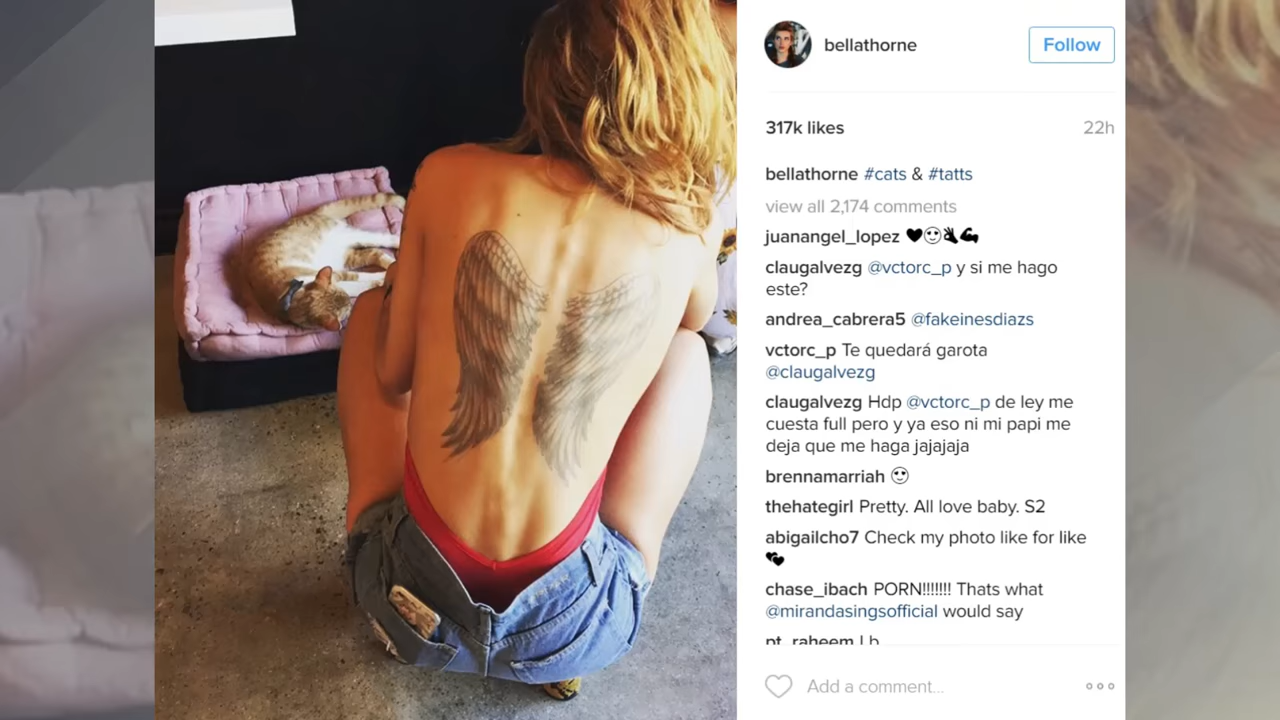 bellathorne
Follow
317k likes
22h
bellathorne #cats & #tatts
view all 2,174 comments
juanangel_lopez 🖤🙂👌💪
claugalvezg @vctorc_p y si me hago
este?
andrea_cabrera5 @fakeinesdiazs
vctorc_p Te quedará garota
@claugalvezg
claugalvezg Hdp @vctorc_p de ley me
cuesta full pero y ya eso ni mi papi me
deja que me haga jajajaja
brennamarriah 🙂
thehategirl Pretty. All love baby. S2
abigailcho7 Check my photo like for like
💕
chase_ibach PORN!!!!!!! Thats what
@mirandasingsofficial would say
pt_raheem
Add a comment...